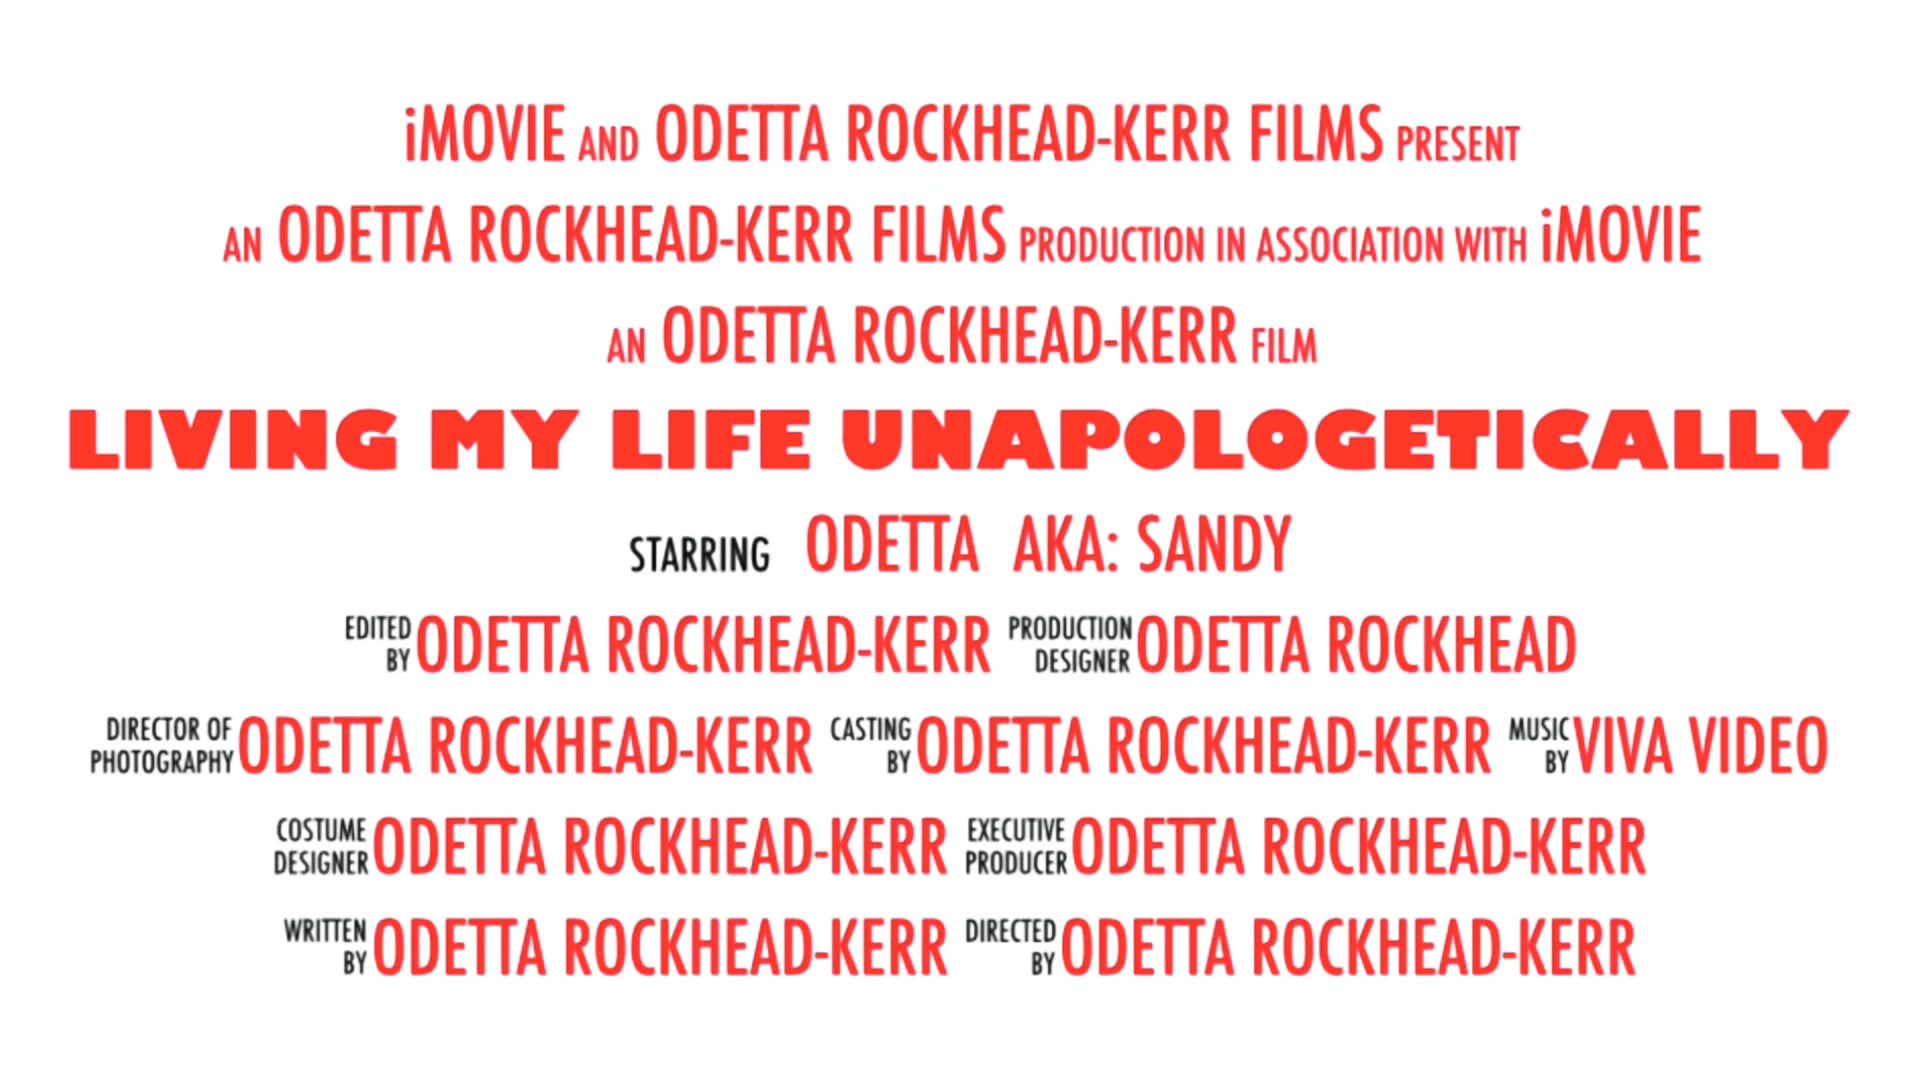 iMOVIE AND ODETTA ROCKHEAD-KERR FILMS PRESENT
AN ODETTA ROCKHEAD-KERR FILMS PRODUCTION IN ASSOCIATION WITH iMOVIE
AN ODETTA ROCKHEAD-KERR FILM
LIVING MY LIFE UNAPOLOGETICALLY
STARRING ODETTA AKA: SANDY
EDITED BY ODETTA ROCKHEAD-KERR PRODUCTION DESIGNER ODETTA ROCKHEAD
DIRECTOR OF PHOTOGRAPHY ODETTA ROCKHEAD-KERR CASTING BY ODETTA ROCKHEAD-KERR MUSIC BY VIVA VIDEO
COSTUME DESIGNER ODETTA ROCKHEAD-KERR EXECUTIVE PRODUCER ODETTA ROCKHEAD-KERR
WRITTEN BY ODETTA ROCKHEAD-KERR DIRECTED BY ODETTA ROCKHEAD-KERR